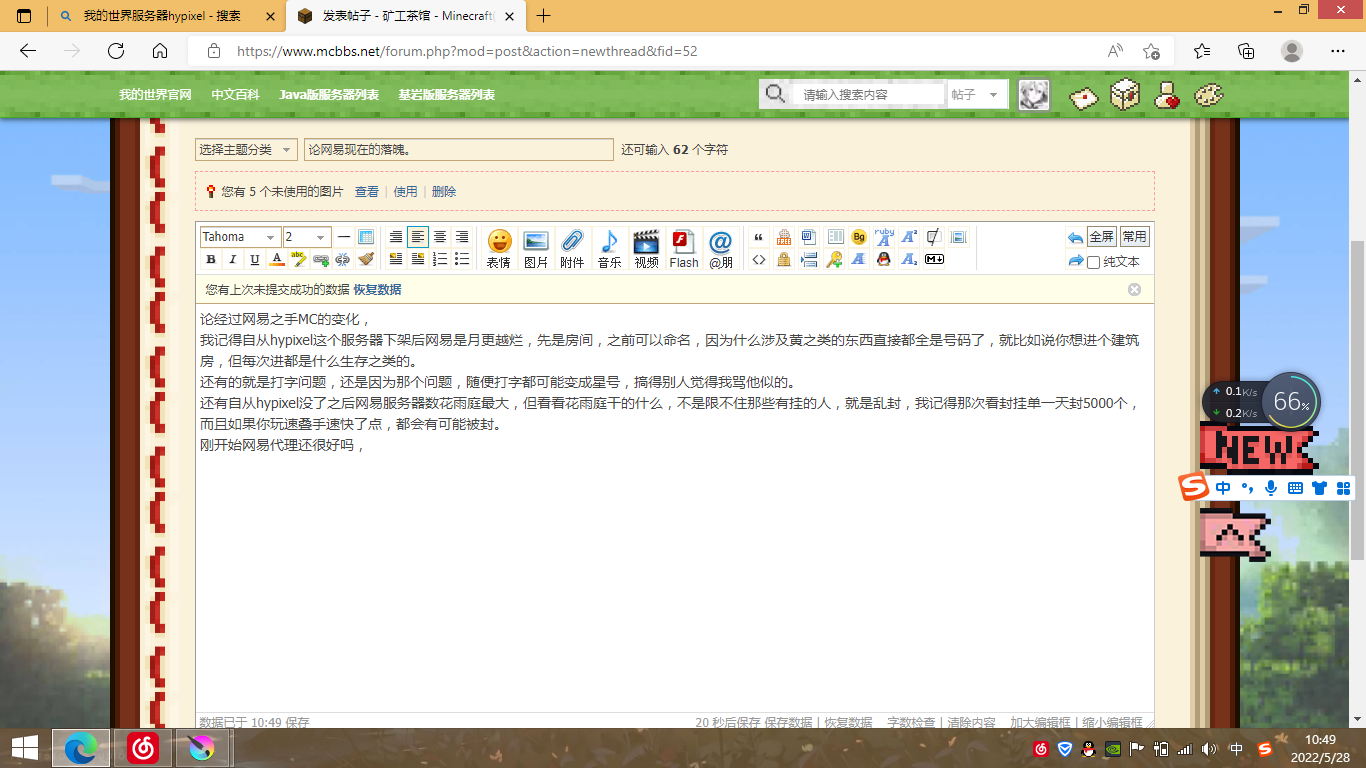 我的世界服务器hypixel - 搜索
发表帖子 - 矿工茶馆 - Minecraft(
https://www.mcbbs.net/forum.php?mod=post&action=newthread&fid=52
我的世界官网 中文百科 Java版服务器列表 基岩版服务器列表
请输入搜索内容 帖子
选择主题分类 论网易现在的落魄。 还可输入 62 个字符
您有 5 个未使用的图片 查看 | 使用 | 删除
Tahoma 2 全屏 常用
B I U A 表情 图片 附件 音乐 视频 Flash @朋 纯文本
您有上次未提交成功的数据 恢复数据
论经过网易之手MC的变化，
我记得自从hypixel这个服务器下架后网易是月更越烂，先是房间，之前可以命名，因为什么涉及黄之类的东西直接都全是号码了，就比如说你想进个建筑
房，但每次进都是什么生存之类的。
还有的就是打字问题，还是因为那个问题，随便打字都可能变成星号，搞得别人觉得我骂他似的。
还有自从hypixel没了之后网易服务器数花雨庭最大，但看看花雨庭干的什么，不是限不住那些有挂的人，就是乱封，我记得那次看封挂单一天封5000个，
而且如果你玩速叠手速快了点，都会有可能被封。
刚开始网易代理还很好吗，
0.1K/s
0.2K/s
66%
NEW
中
数据已于 10:49 保存
20 秒后保存 保存数据 | 恢复数据 字数检查 | 清除内容 加大编辑框 | 缩小编辑框
中
10:49
2022/5/28